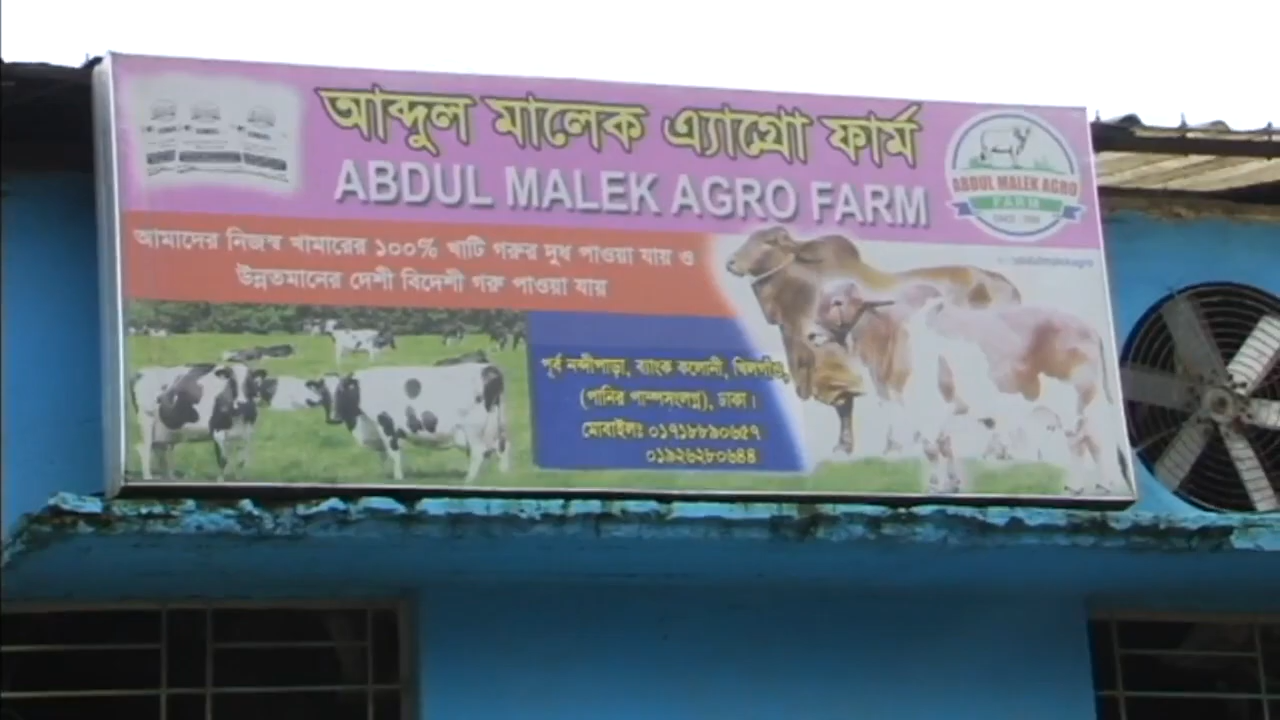 আব্দুল মালেক এ্যাগ্রো ফার্ম
ABDUL MALEK AGRO FARM
ABDUL MALEK AGRO
FARM
আমাদের নিজস্ব খামারের ১০০% খাটি গরুর দুধ পাওয়া যায় ও
উন্নতমানের দেশী বিদেশী গরু পাওয়া যায়
পূর্ব নন্দীপাড়া, ব্যাংক কলোনী, খিলগাঁও,
(পানির পাম্পসংলগ্ন), ঢাকা।
মোবাইলঃ ০১৭১৮৮৯০৬৫৭
০১৯২৬২৮০৬৪৪